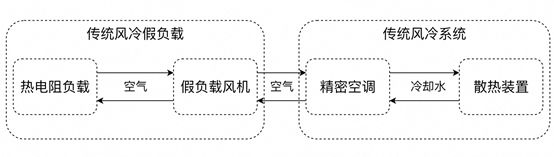 传统风冷假负载
传统风冷系统
热电阻负载
空气
假负载风机
空气
精密空调
冷却水
散热装置